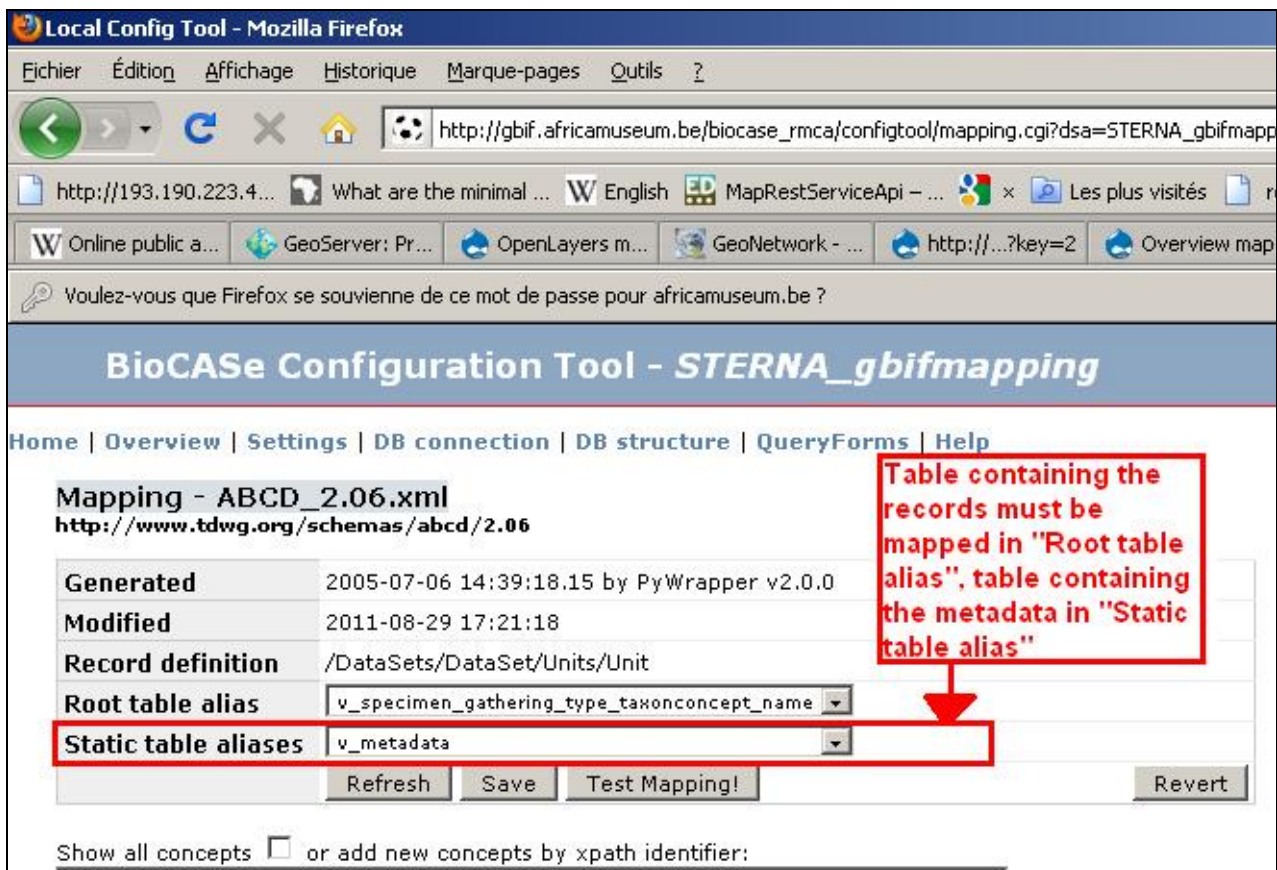 Local Config Tool - Mozilla Firefox
Fichier Édition Affichage Historique Marque-pages Outils ?
http://gbif.africamuseum.be/biocase_rmca/configtool/mapping.cgi?dsa=STERNA_gbifmapp
http://193.190.223.4... What are the minimal ... W English MapRestServiceApi – ... × Les plus visités
W Online public a... GeoServer: Pr... OpenLayers m... GeoNetwork - ... http://...?key=2 Overview map
Voulez-vous que Firefox se souvienne de ce mot de passe pour africamuseum.be ?
BioCASe Configuration Tool - STERNA_gbifmapping
Home | Overview | Settings | DB connection | DB structure | QueryForms | Help
Mapping - ABCD_2.06.xml
http://www.tdwg.org/schemas/abcd/2.06
Table containing the
records must be
mapped in "Root table
alias", table containing
the metadata in "Static
table alias"
Generated 2005-07-06 14:39:18.15 by PyWrapper v2.0.0
Modified 2011-08-29 17:21:18
Record definition /DataSets/DataSet/Units/Unit
Root table alias v_specimen_gathering_type_taxonconcept_name
Static table aliases v_metadata
Refresh Save Test Mapping! Revert
Show all concepts or add new concepts by xpath identifier: